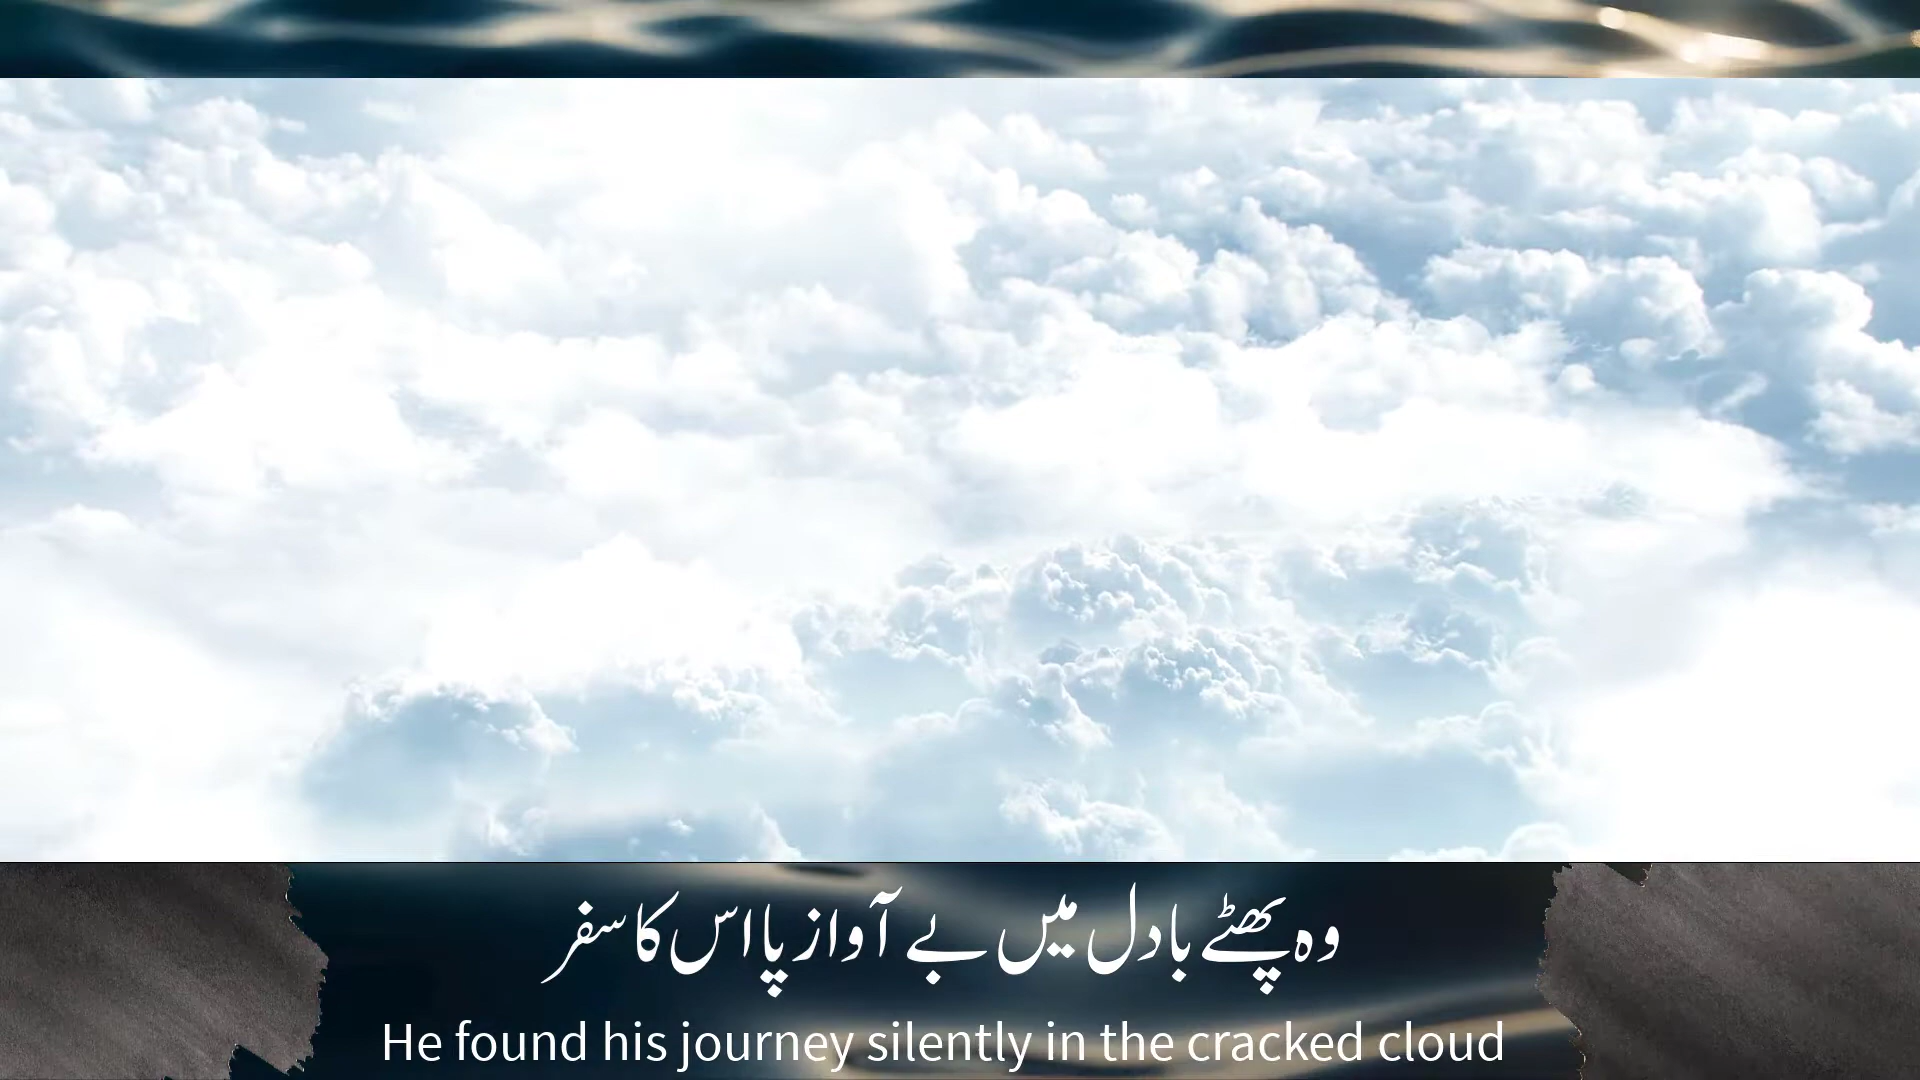 وہ پھٹے بادل میں بے آواز پا اس کا سفر
He found his journey silently in the cracked cloud